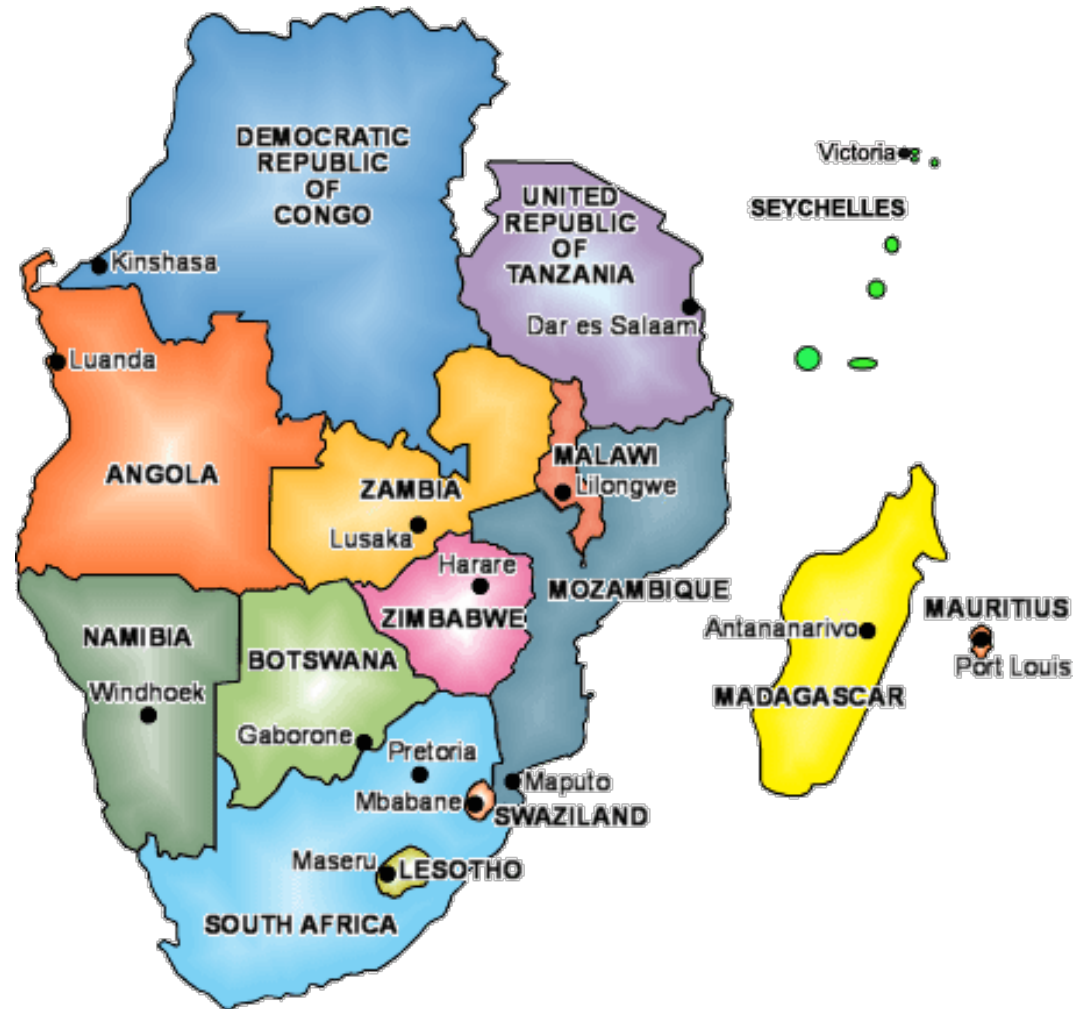 DEMOCRATIC
REPUBLIC
OF
CONGO
Victoria
UNITED
REPUBLIC
OF
TANZANIA
SEYCHELLES
Kinshasa
Dar es Salaam
Luanda
MALAWI
ANGOLA
Lilongwe
ZAMBIA
Lusaka
Harare
MOZAMBIQUE
MAURITIUS
ZIMBABWE
Antananarivo
NAMIBIA
BOTSWANA
Port Louis
Windhoek
MADAGASCAR
Gaborone
Pretoria
Maputo
Mbabane
SWAZILAND
Maseru
LESOTHO
SOUTH AFRICA